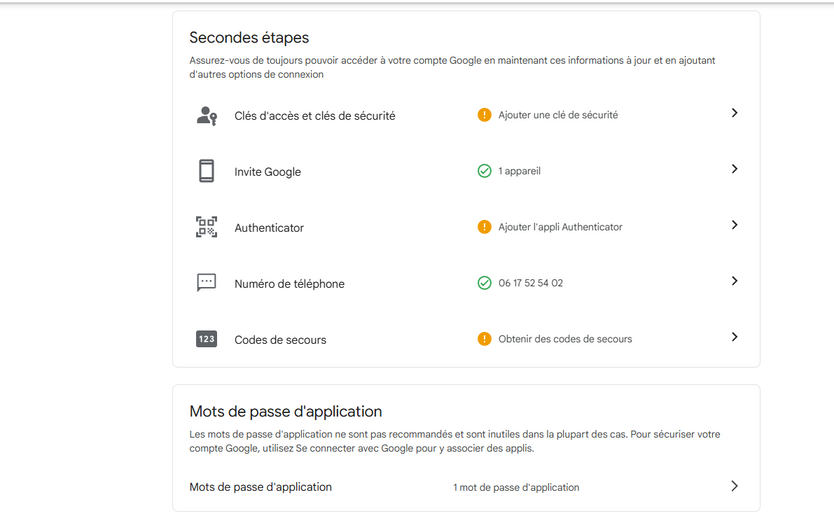 Secondes étapes
Assurez-vous de toujours pouvoir accéder à votre compte Google en maintenant ces informations à jour et en ajoutant
d'autres options de connexion
Clés d'accès et clés de sécurité
Ajouter une clé de sécurité
Invite Google
1 appareil
Authenticator
Ajouter l'appli Authenticator
Numéro de téléphone
06 17 52 54 02
123
Codes de secours
Obtenir des codes de secours
Mots de passe d'application
Les mots de passe d'application ne sont pas recommandés et sont inutiles dans la plupart des cas. Pour sécuriser votre
compte Google, utilisez Se connecter avec Google pour y associer des applis.
Mots de passe d'application
1 mot de passe d'application